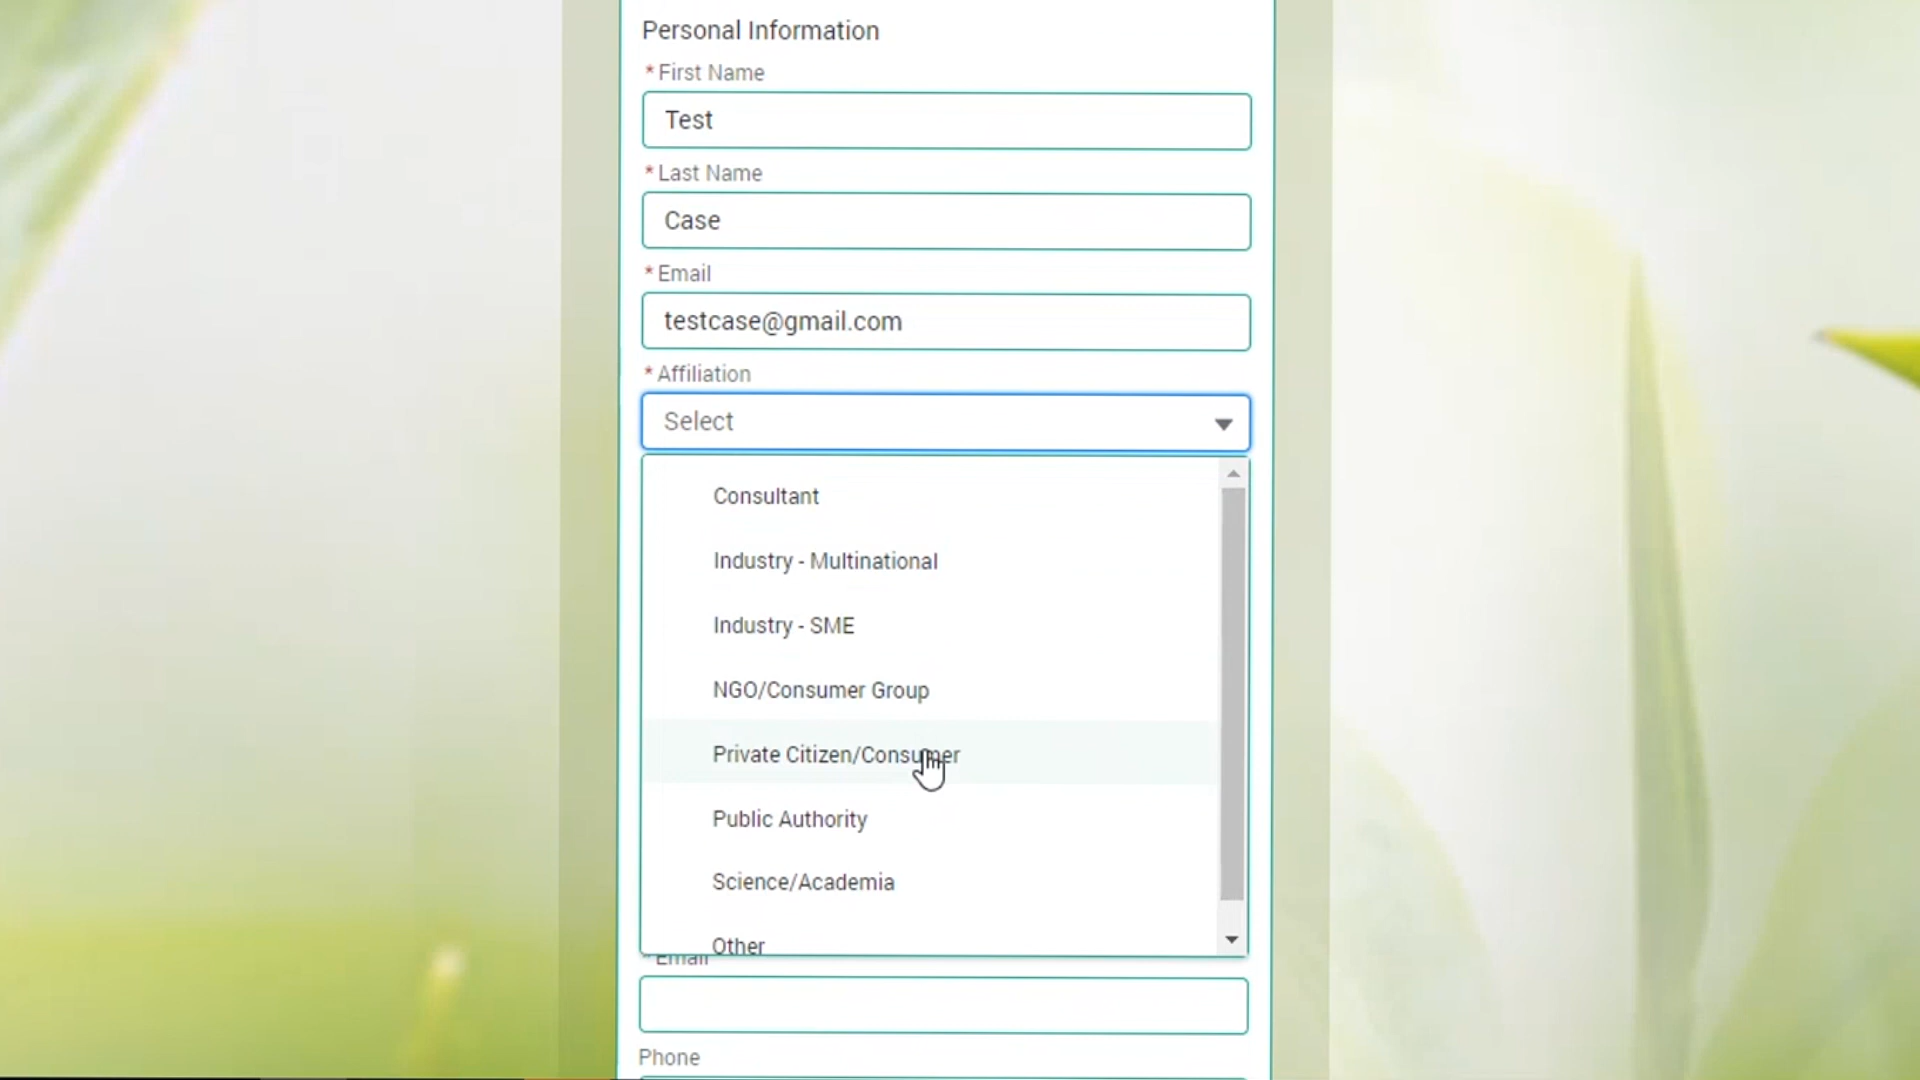 Personal Information
* First Name
Test
* Last Name
Case
* Email
testcase@gmail.com
* Affiliation
Select
Consultant
Industry - Multinational
Industry - SME
NGO/Consumer Group
Private Citizen/Consumer
Public Authority
Science/Academia
Other
* Email
Phone